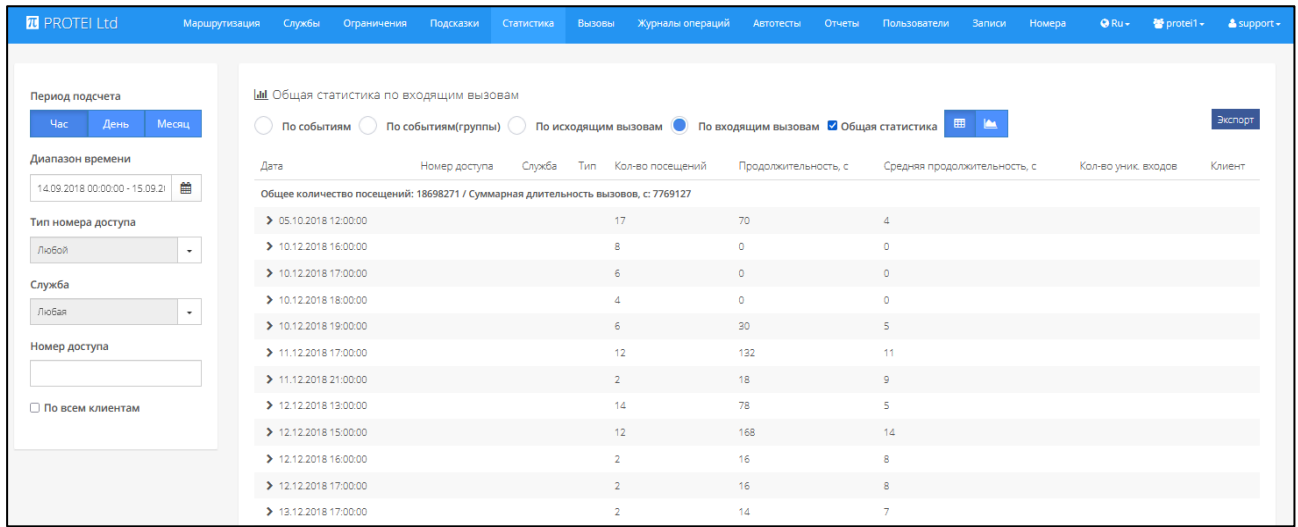 PROTEI Ltd Маршрутизация Службы Ограничения Подсказки Статистика Вызовы Журналы операций Автотесты Отчеты Пользователи Записи Номера Ru protei1 support
Период подсчета
Час День Месяц
Диапазон времени
14.09.2018 00:00:00 - 15.09.2
Тип номера доступа
Любой
Служба
Любая
Номер доступа
По всем клиентам
Общая статистика по входящим вызовам
По событиям По событиям(группы) По исходящим вызовам По входящим вызовам Общая статистика Экспорт
Дата Номер доступа Служба Тип Кол-во посещений Продолжительность, с Средняя продолжительность, с Кол-во уник. входов Клиент
Общее количество посещений: 18698271 / Суммарная длительность вызовов, с: 7769127
05.10.2018 12:00:00 17 70 4
10.12.2018 16:00:00 8 0 0
10.12.2018 17:00:00 6 0 0
10.12.2018 18:00:00 4 0 0
10.12.2018 19:00:00 6 30 5
11.12.2018 17:00:00 12 132 11
11.12.2018 21:00:00 2 18 9
12.12.2018 13:00:00 14 78 5
12.12.2018 15:00:00 12 168 14
12.12.2018 16:00:00 2 16 8
12.12.2018 17:00:00 2 16 8
13.12.2018 17:00:00 2 14 7